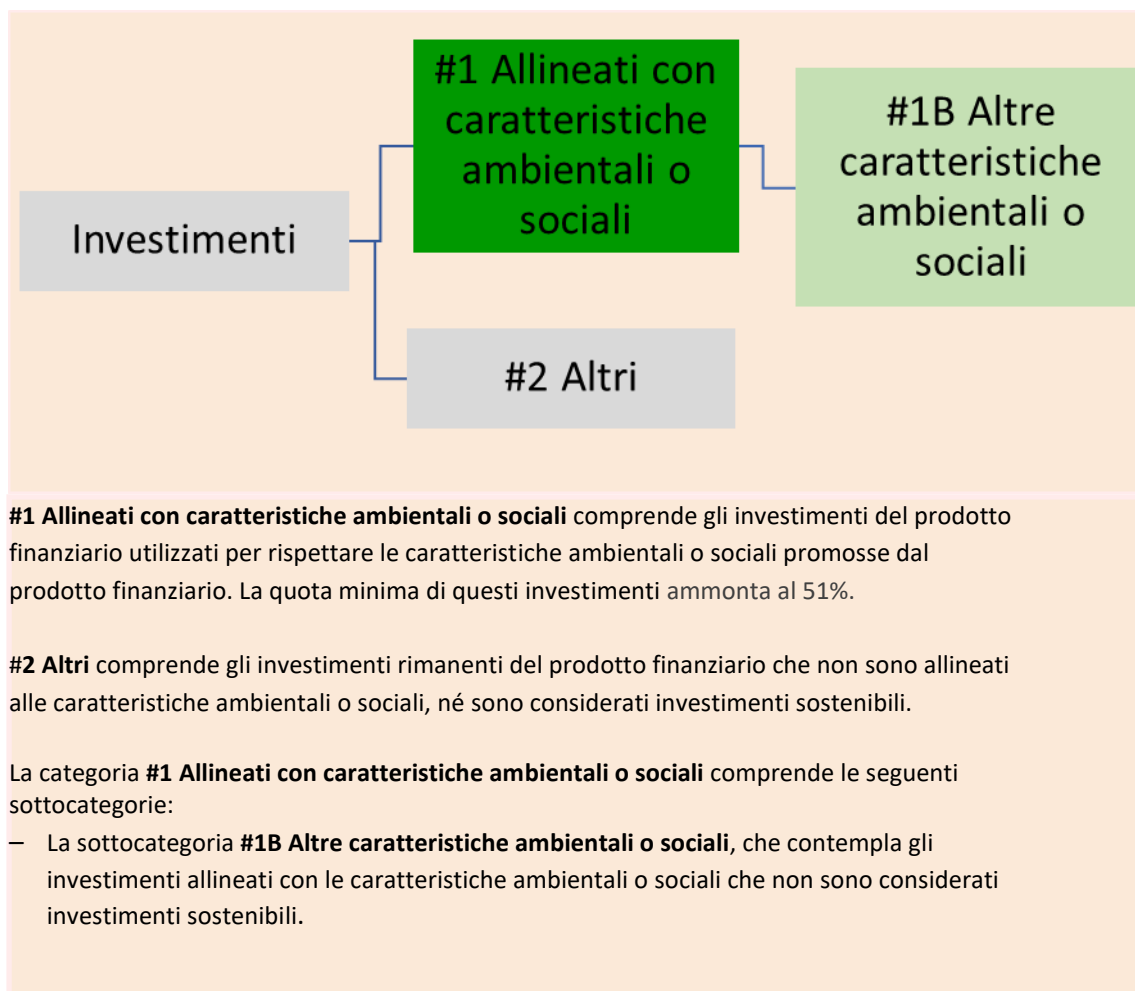 #1 Allineati con
caratteristiche
ambientali o
sociali
#1B Altre
caratteristiche
ambientali o
sociali
Investimenti
#2 Altri
#1 Allineati con caratteristiche ambientali o sociali comprende gli investimenti del prodotto
finanziario utilizzati per rispettare le caratteristiche ambientali o sociali promosse dal
prodotto finanziario. La quota minima di questi investimenti ammonta al 51%.
#2 Altri comprende gli investimenti rimanenti del prodotto finanziario che non sono allineati
alle caratteristiche ambientali o sociali, né sono considerati investimenti sostenibili.
La categoria #1 Allineati con caratteristiche ambientali o sociali comprende le seguenti
sottocategorie:
– La sottocategoria #1B Altre caratteristiche ambientali o sociali, che contempla gli
investimenti allineati con le caratteristiche ambientali o sociali che non sono considerati
investimenti sostenibili.